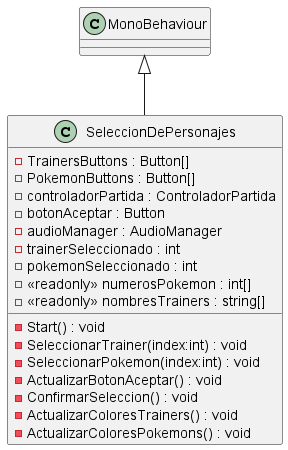 C MonoBehaviour
C SeleccionDePersonajes
TrainersButtons : Button[]
PokemonButtons : Button[]
controladorPartida : ControladorPartida
botonAceptar : Button
audioManager : AudioManager
trainerSeleccionado : int
pokemonSeleccionado : int
«readonly» numerosPokemon : int[]
«readonly» nombresTrainers : string[]
Start() : void
SeleccionarTrainer(index:int) : void
SeleccionarPokemon(index:int) : void
ActualizarBotonAceptar() : void
ConfirmarSeleccion() : void
ActualizarColoresTrainers() : void
ActualizarColoresPokemons() : void